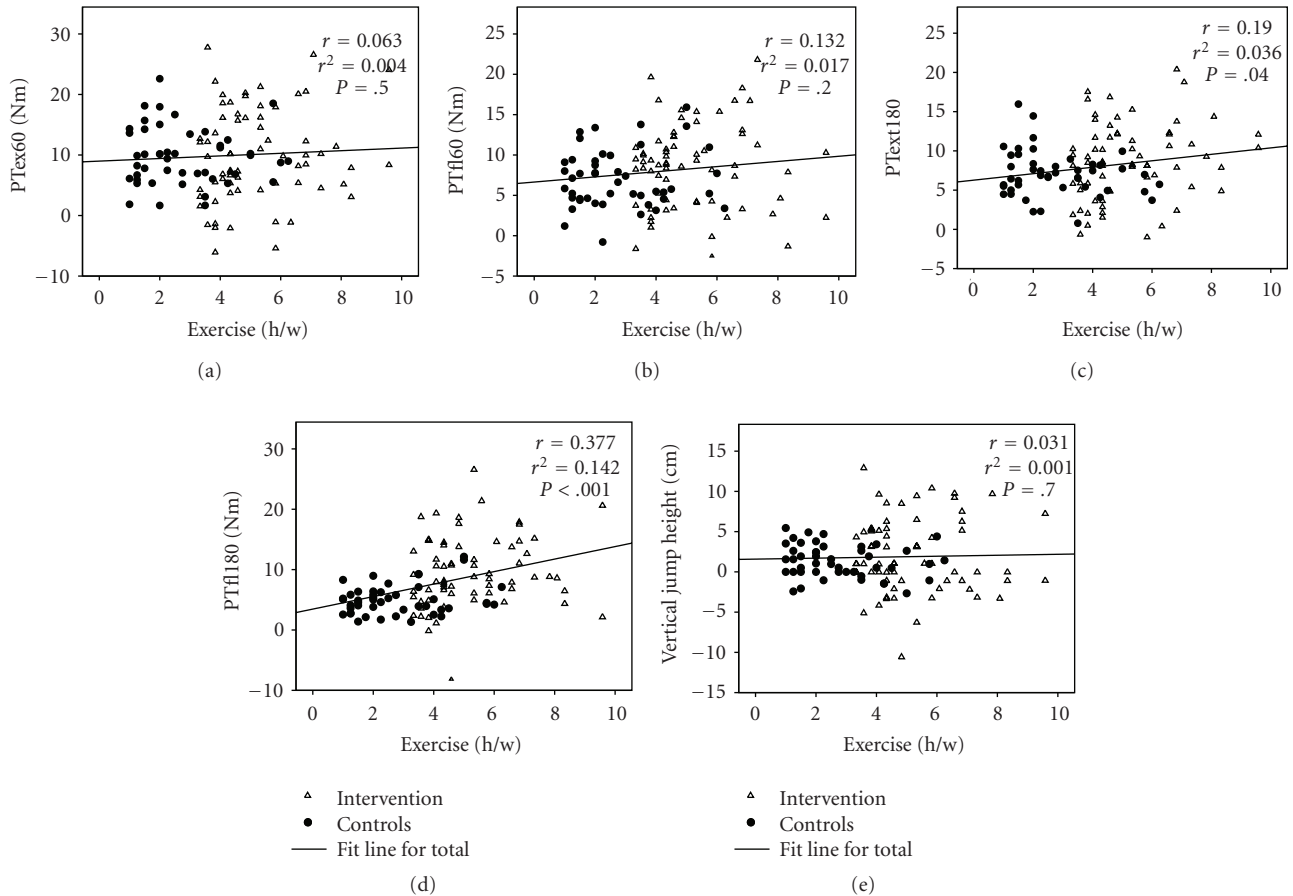 30
20
10
0
−10
PTex60 (Nm)
r = 0.063
r² = 0.004
P = .5
0 2 4 6 8 10
Exercise (h/w)
(a)
25
20
15
10
5
0
−5
PTfl60 (Nm)
r = 0.132
r² = 0.017
P = .2
0 2 4 6 8 10
Exercise (h/w)
(b)
25
20
15
10
5
0
−5
PText180
r = 0.19
r² = 0.036
P = .04
0 2 4 6 8 10
Exercise (h/w)
(c)
30
20
10
0
−10
PTfl180 (Nm)
r = 0.377
r² = 0.142
P < .001
0 2 4 6 8 10
Exercise (h/w)
Intervention
Controls
Fit line for total
(d)
15
10
5
0
−5
−10
−15
Vertical jump height (cm)
r = 0.031
r² = 0.001
P = .7
0 2 4 6 8 10
Exercise (h/w)
Intervention
Controls
Fit line for total
(e)